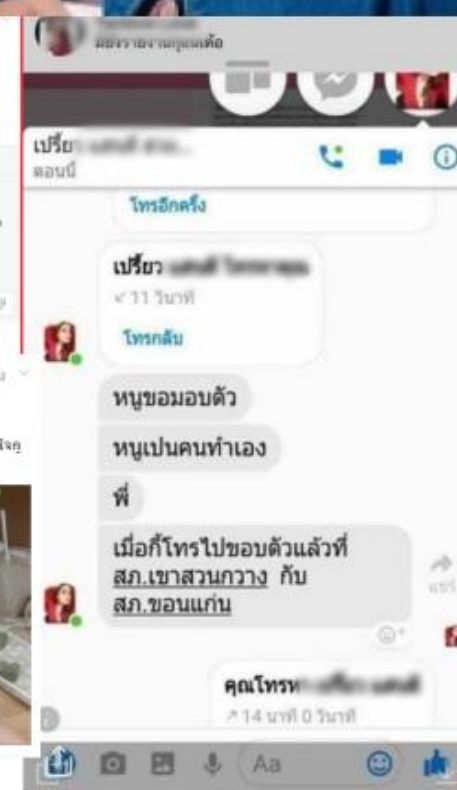 เปรี้ยว
ตอนนี้
โทรอีกครั้ง
เปรี้ยว
11 วินาที
โทรกลับ
หนูขอมอบตัว
หนูเปนคนทำเอง
พี่
เมื่อกี้โทรไปขอบตัวแล้วที่
สภ.เขาสวนกวาง กับ
สภ.ขอนแก่น
แชร์
คุณโทรหา
14 นาที 0 วินาที
Aa